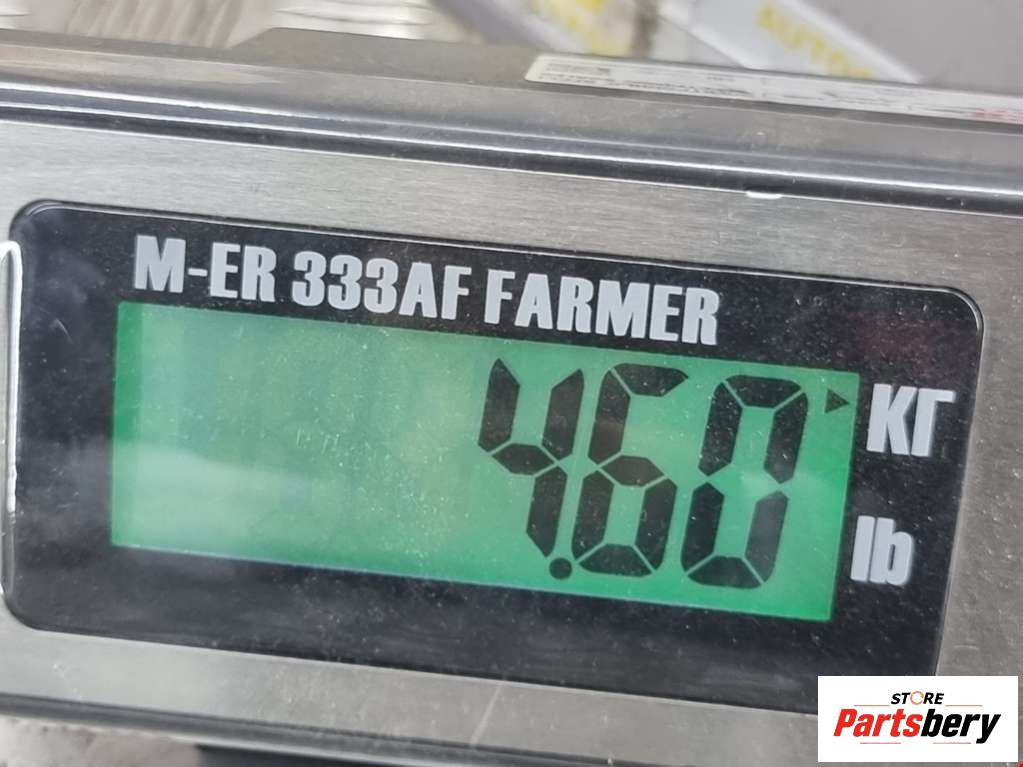 M-ER 333AF FARMER
4.60
КГ
lb
STORE
Partsbery